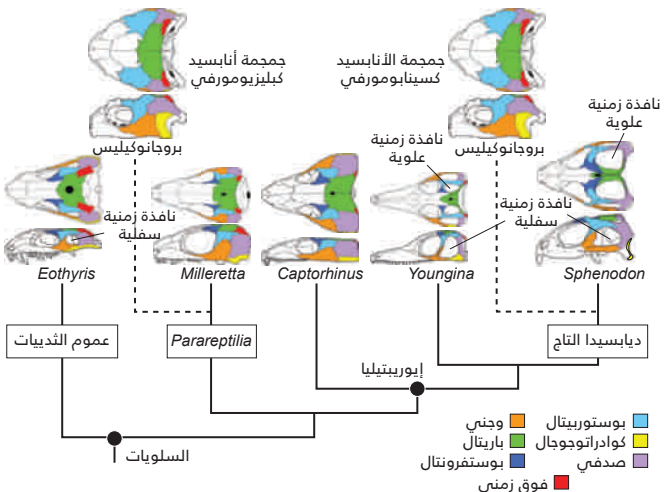 جمجمة أنابسيد
كبليزيومورفي
جمجمة الأنابسيد
كسينابومورفي
بروجانوكيليس
بروجانوكيليس
نافذة زمنية
علوية
نافذة زمنية
علوية
نافذة زمنية
سفلية
نافذة زمنية
سفلية
Eothyris
Milleretta
Captorhinus
Youngina
Sphenodon
عموم الثدييات
Parareptilia
ديابسيدا التاج
إيوريبتيليا
السلويات
بوستوربيتال
وجني
كوادراتوجوجال
باريتال
صدفي
بوستفرونتال
فوق زمني